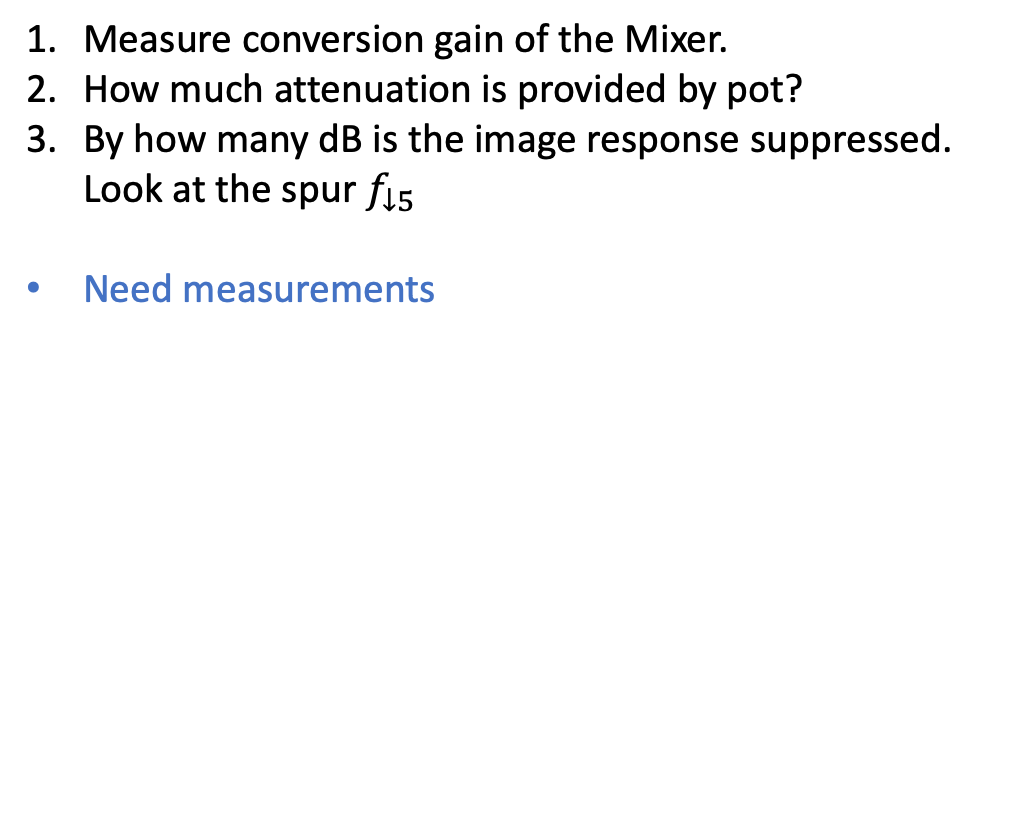 1. Measure conversion gain of the Mixer.
2. How much attenuation is provided by pot?
3. By how many dB is the image response suppressed.
Look at the spur 𝑓↓5
• Need measurements